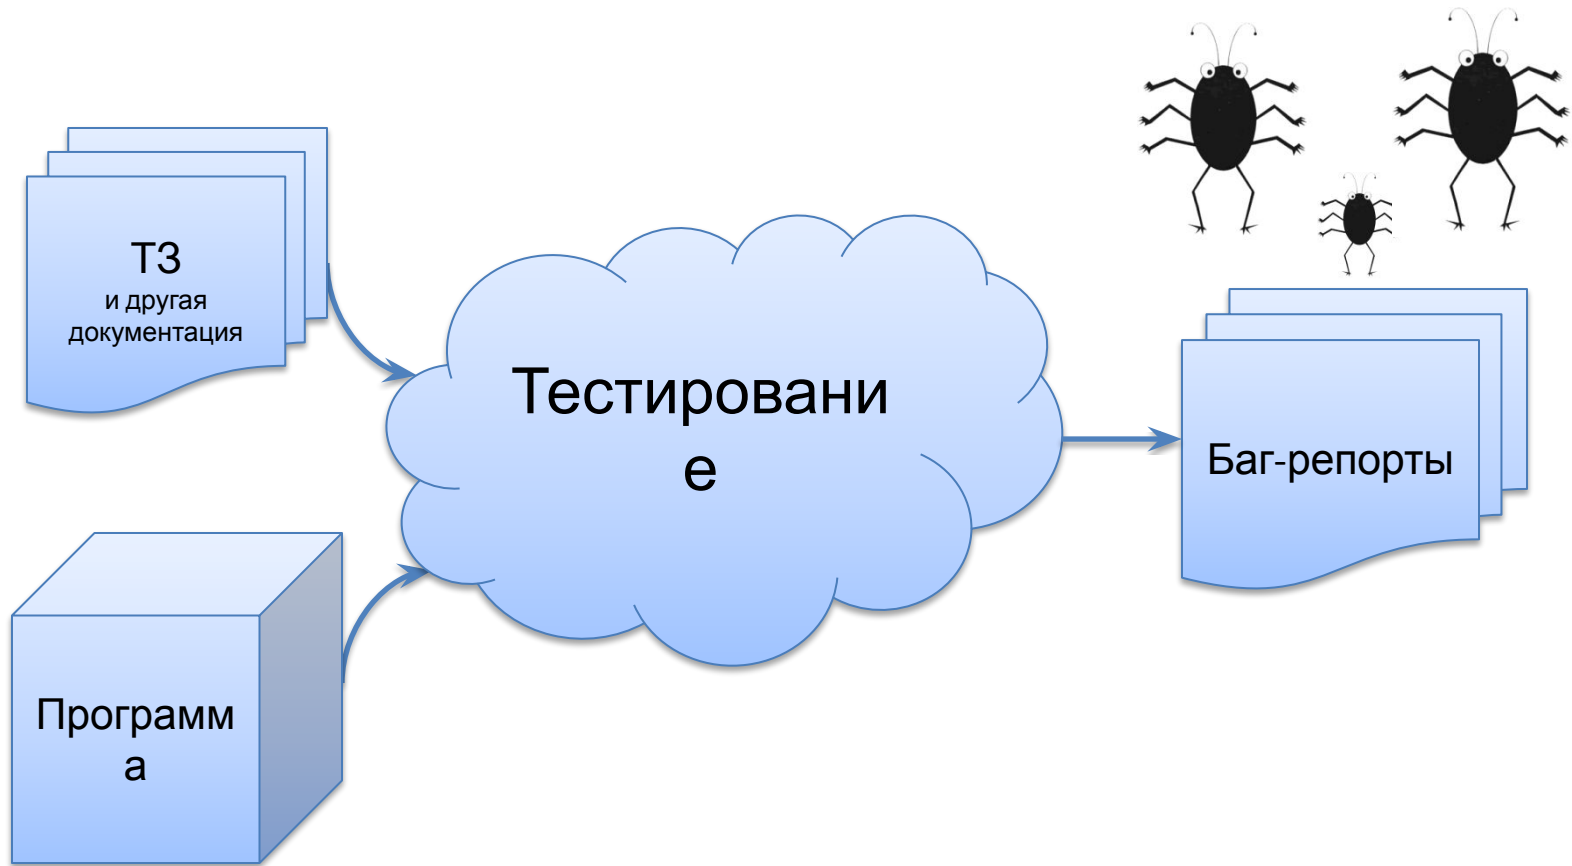 ТЗ
и другая
документация
Тестировани
е
Баг-репорты
Программ
а